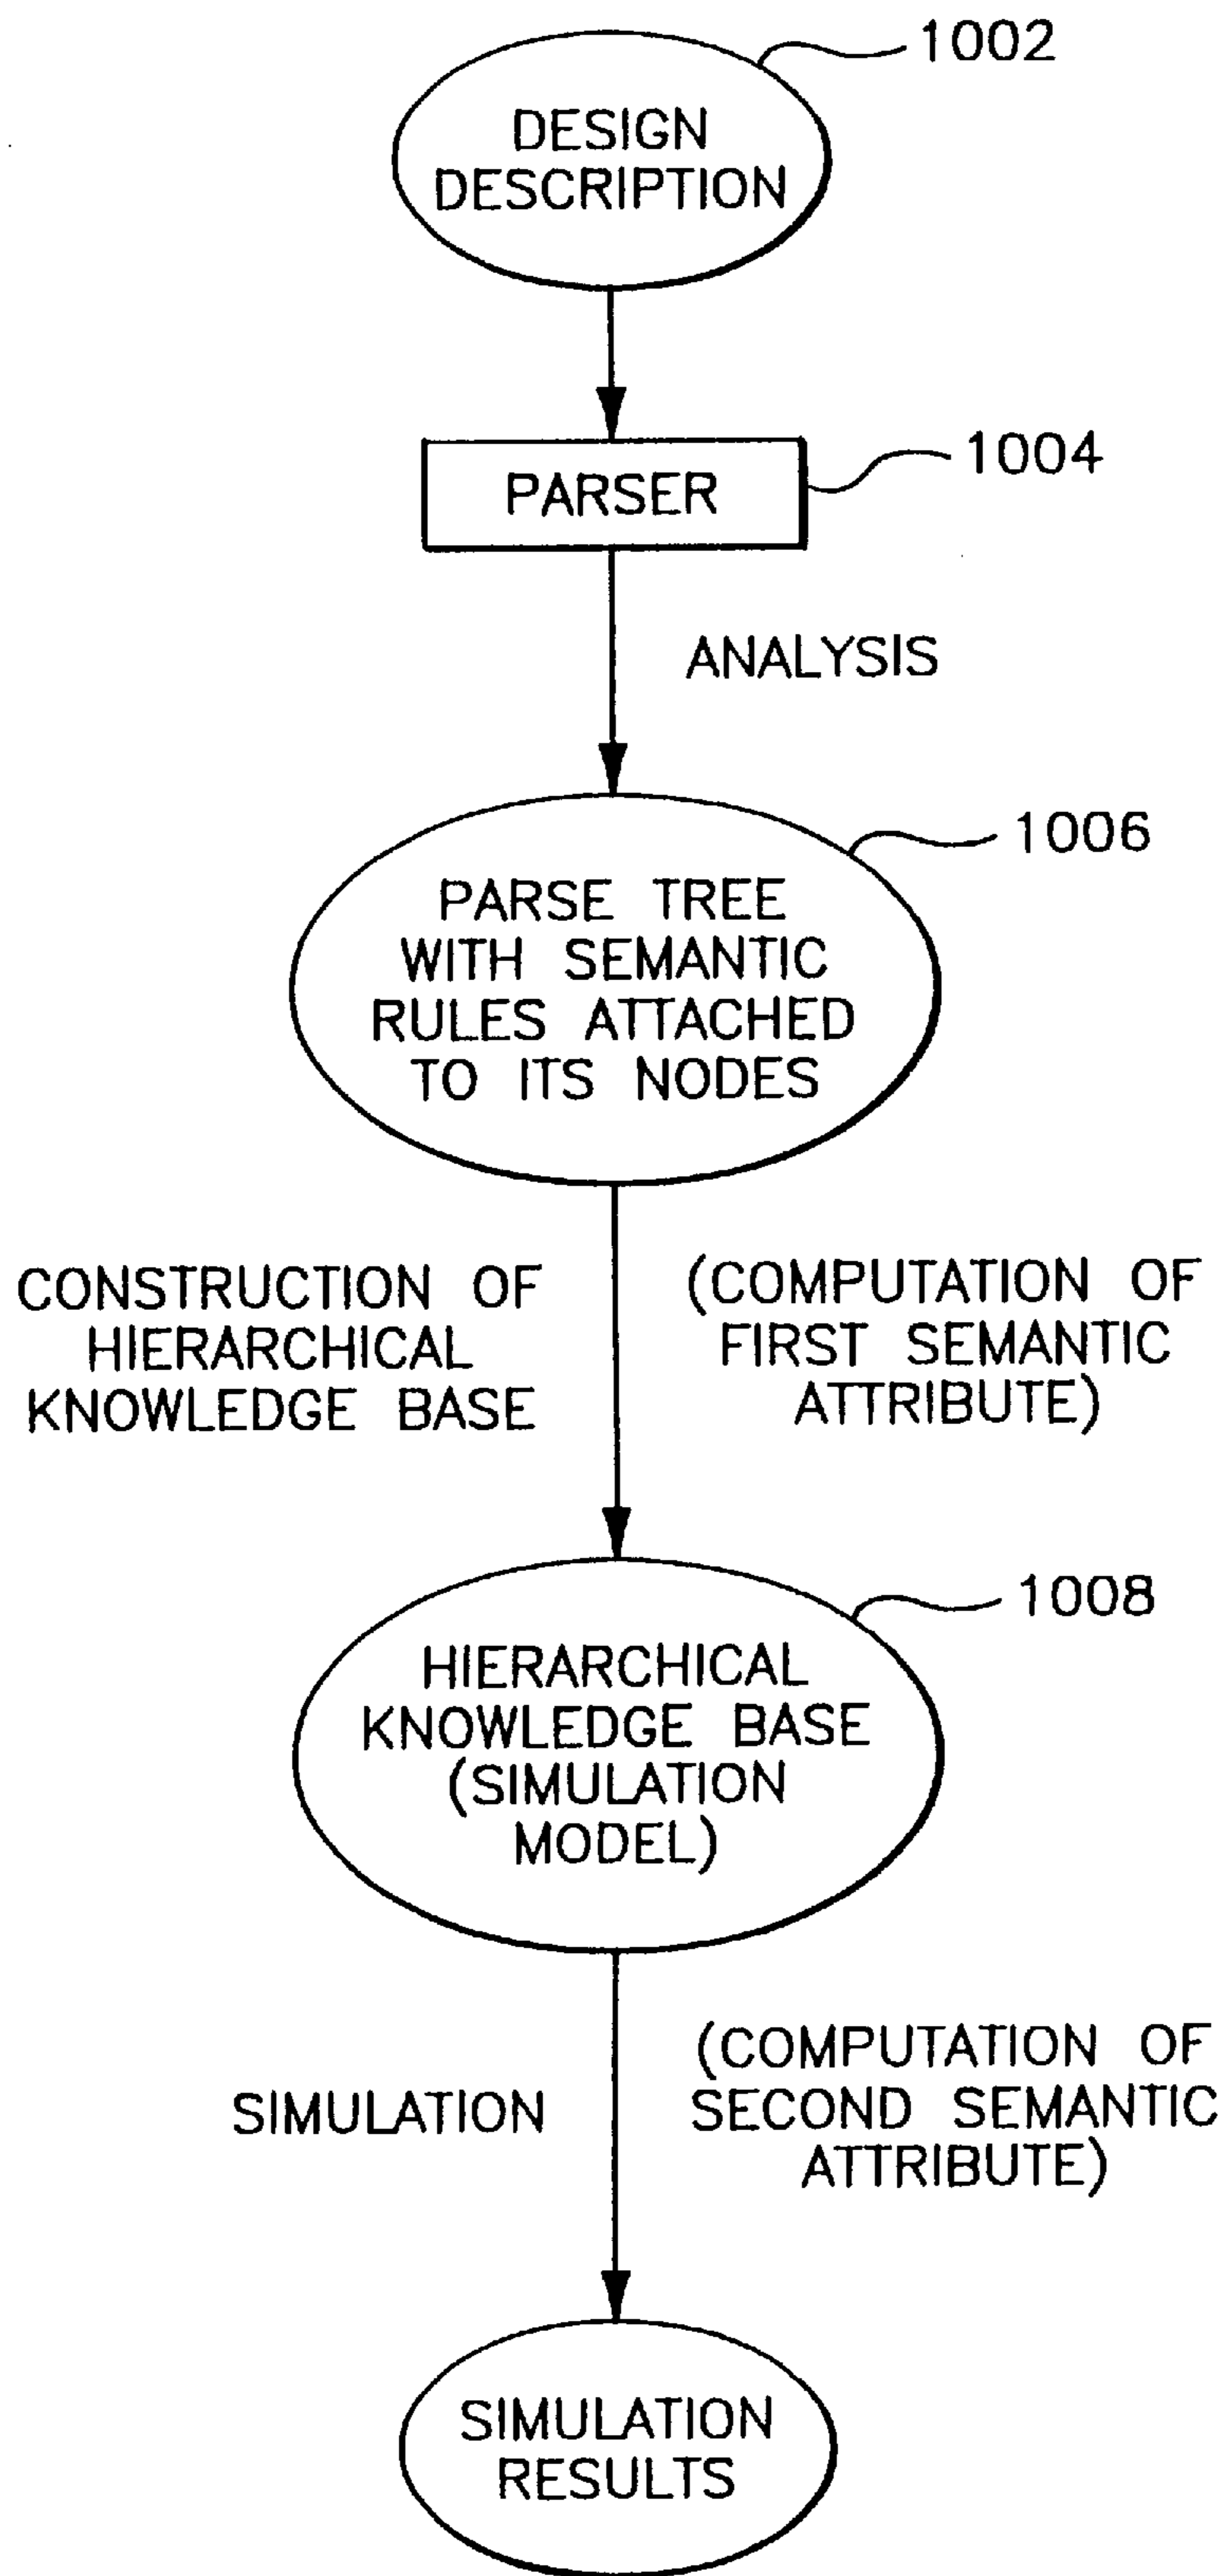 1002
DESIGN
DESCRIPTION
1004
PARSER
ANALYSIS
1006
PARSE TREE
WITH SEMANTIC
RULES ATTACHED
TO ITS NODES
CONSTRUCTION OF
HIERARCHICAL
KNOWLEDGE BASE
(COMPUTATION OF
FIRST SEMANTIC
ATTRIBUTE)
1008
HIERARCHICAL
KNOWLEDGE BASE
(SIMULATION
MODEL)
SIMULATION
(COMPUTATION OF
SECOND SEMANTIC
ATTRIBUTE)
SIMULATION
RESULTS